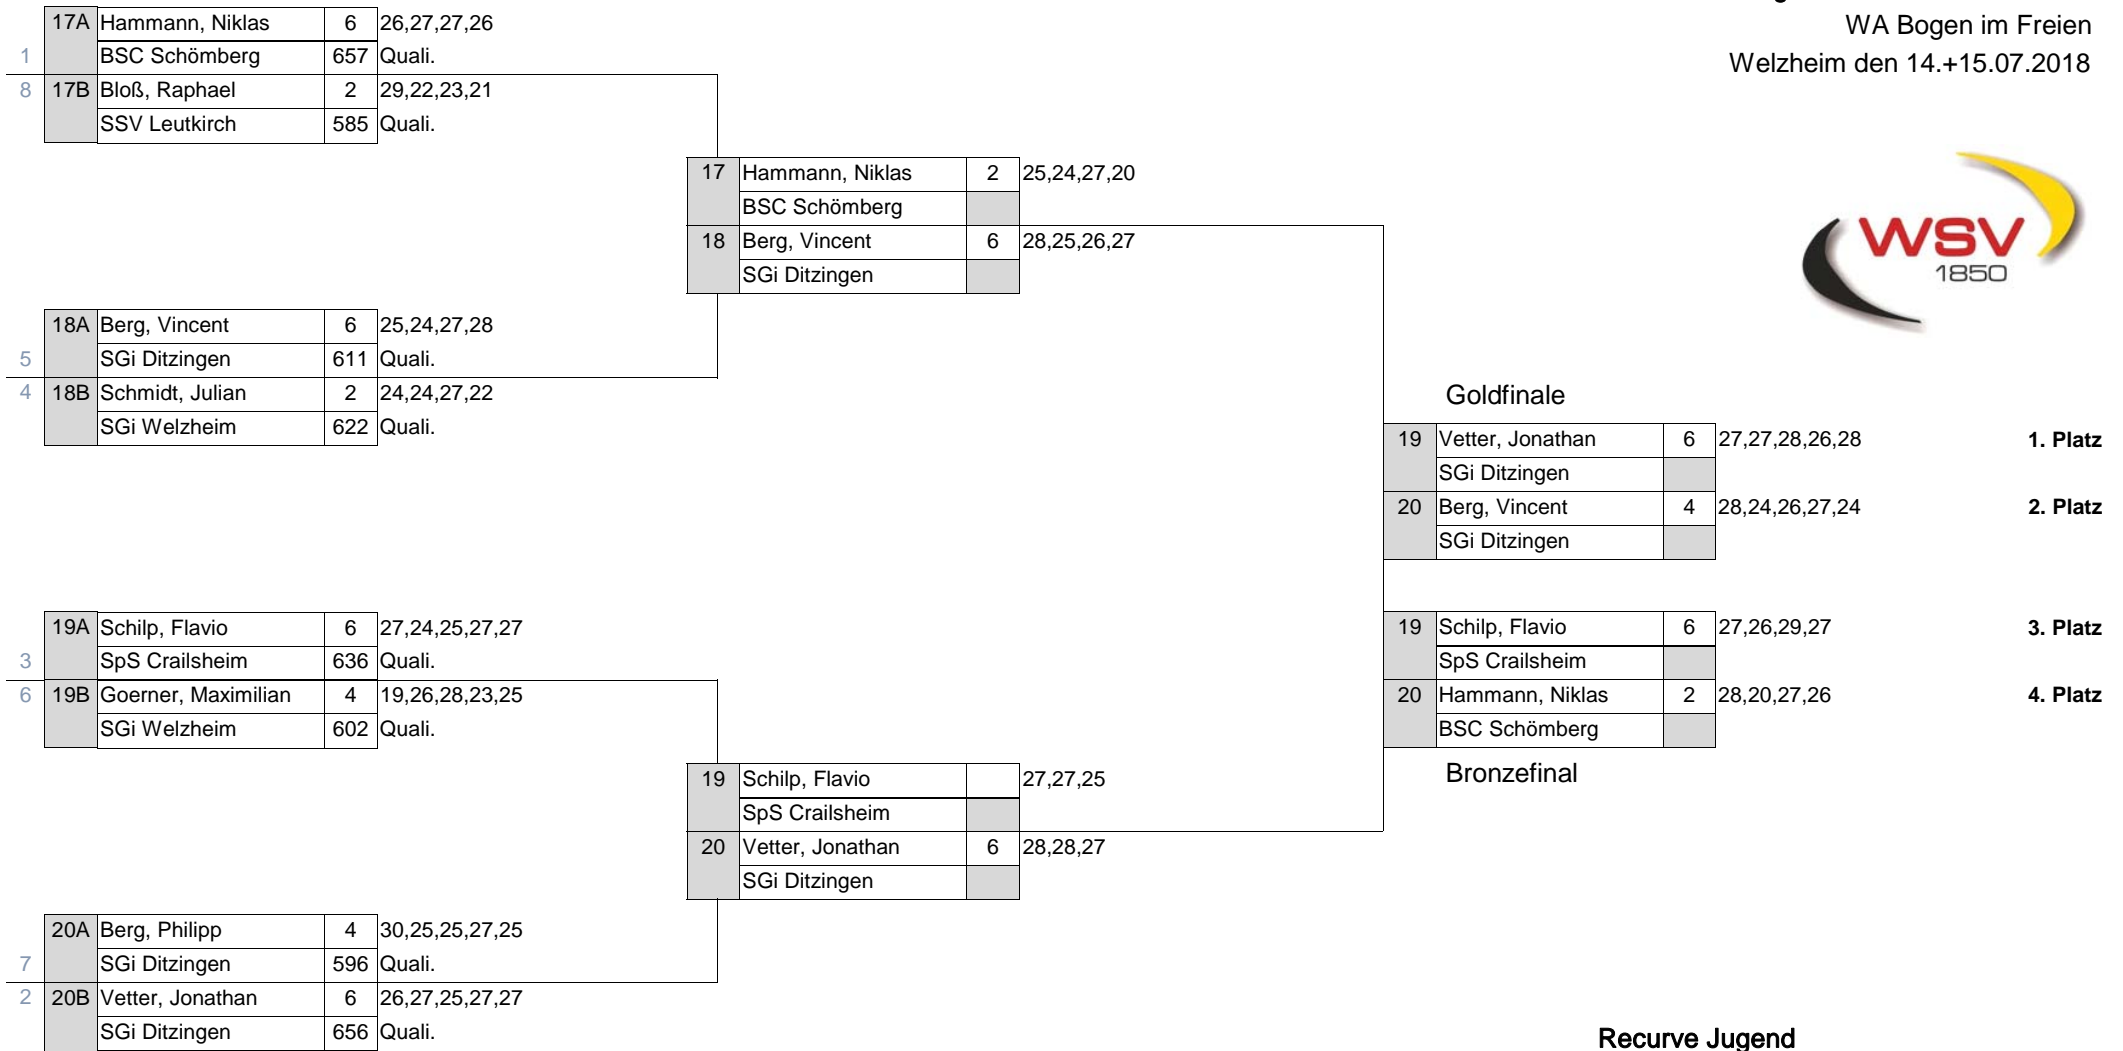 WA Bogen im Freien
Welzheim den 14.+15.07.2018
WSV
1850
17A Hammann, Niklas 6 26,27,27,26
1 BSC Schömberg 657 Quali.
8 17B Bloß, Raphael 2 29,22,23,21
SSV Leutkirch 585 Quali.
17 Hammann, Niklas 2 25,24,27,20
BSC Schömberg
18 Berg, Vincent 6 28,25,26,27
SGi Ditzingen
18A Berg, Vincent 6 25,24,27,28
5 SGi Ditzingen 611 Quali.
4 18B Schmidt, Julian 2 24,24,27,22
SGi Welzheim 622 Quali.
Goldfinale
19 Vetter, Jonathan 6 27,27,28,26,28 1. Platz
SGi Ditzingen
20 Berg, Vincent 4 28,24,26,27,24 2. Platz
SGi Ditzingen
19A Schilp, Flavio 6 27,24,25,27,27
3 SpS Crailsheim 636 Quali.
6 19B Goerner, Maximilian 4 19,26,28,23,25
SGi Welzheim 602 Quali.
19 Schilp, Flavio 6 27,26,29,27 3. Platz
SpS Crailsheim
20 Hammann, Niklas 2 28,20,27,26 4. Platz
BSC Schömberg
Bronzefinal
19 Schilp, Flavio 27,27,25
SpS Crailsheim
20 Vetter, Jonathan 6 28,28,27
SGi Ditzingen
20A Berg, Philipp 4 30,25,25,27,25
7 SGi Ditzingen 596 Quali.
2 20B Vetter, Jonathan 6 26,27,25,27,27
SGi Ditzingen 656 Quali.
Recurve Jugend